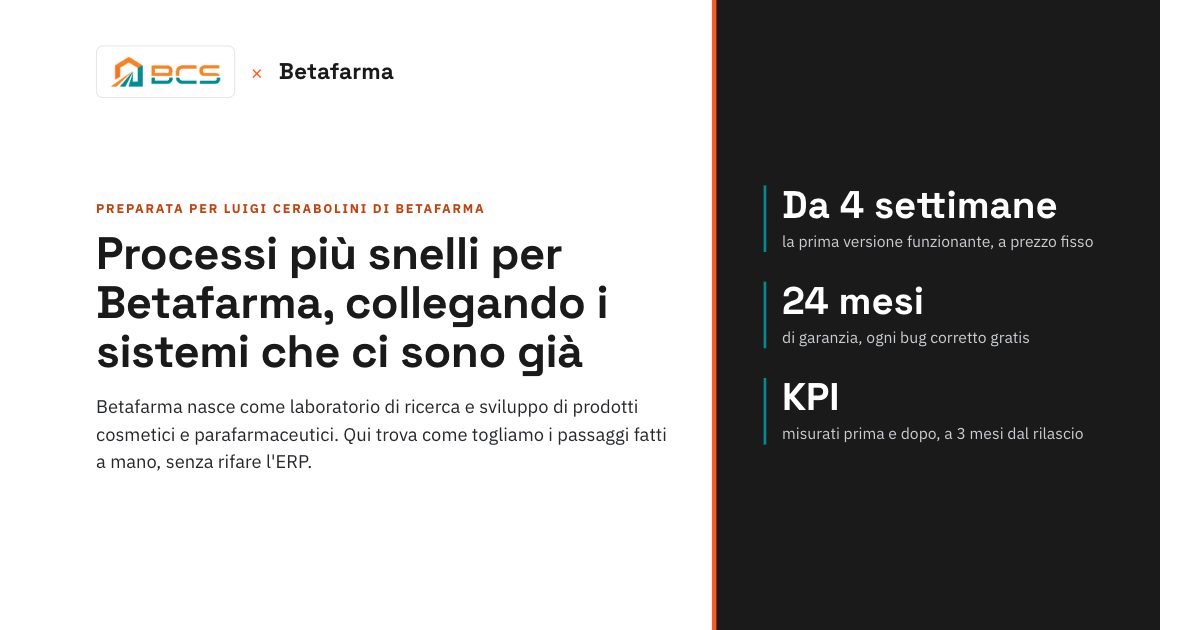 BCS × Betafarma
PREPARATA PER LUIGI CERABOLINI DI BETAFARMA
Processi più snelli per
Betafarma, collegando i
sistemi che ci sono già
Betafarma nasce come laboratorio di ricerca e sviluppo di prodotti
cosmetici e parafarmaceutici. Qui trova come togliamo i passaggi fatti
a mano, senza rifare l'ERP.
Da 4 settimane
la prima versione funzionante, a prezzo fisso
24 mesi
di garanzia, ogni bug corretto gratis
KPI
misurati prima e dopo, a 3 mesi dal rilascio